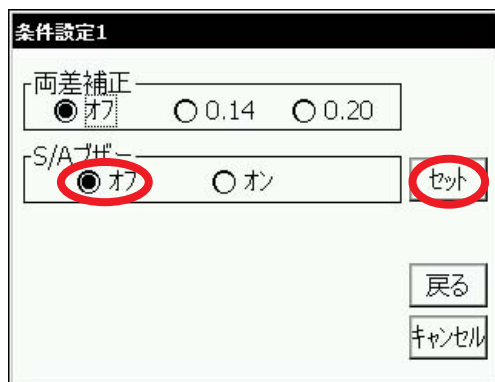 条件設定1
両差補正
オフ 0.14 0.20
S/Aブザー
オフ オン
セット
戻る
キャンセル